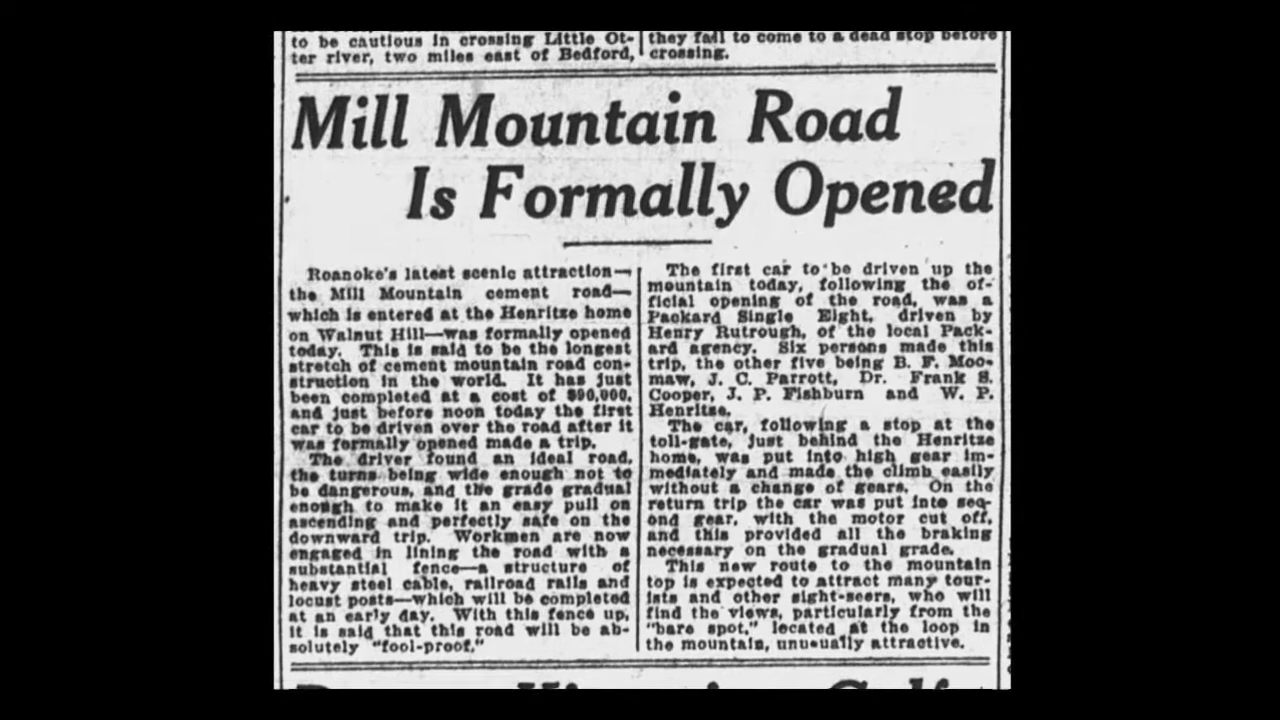 to be cautious in crossing Little Ot-
ter river, two miles east of Bedford,
they fail to come to a dead stop before
crossing.
Mill Mountain Road
Is Formally Opened
Roanoke's latest scenic attraction—
the Mill Mountain cement road—
which is entered at the Henritze home
on Walnut Hill—was formally opened
today. This is said to be the longest
stretch of cement mountain road con-
struction in the world. It has just
been completed at a cost of $90,000,
and just before noon today the first
car to be driven over the road after it
was formally opened made a trip.
The driver found an ideal road,
the turns being wide enough not to
be dangerous, and the grade gradual
enough to make it an easy pull on
ascending and perfectly safe on the
downward trip. Workmen are now
engaged in lining the road with a
substantial fence—a structure of
heavy steel cable, railroad rails and
locust posts—which will be completed
at an early day. With this fence up,
it is said that this road will be ab-
solutely "fool-proof."
The first car to be driven up the
mountain today, following the of-
ficial opening of the road, was a
Packard Single Eight, driven by
Henry Rutrough, of the local Pack-
ard agency. Six persons made this
trip, the other five being B. F. Moo-
maw, J. C. Parrott, Dr. Frank S.
Cooper, J. P. Fishburn and W. P.
Henritze.
The car, following a stop at the
toll-gate, just behind the Henritze
home, was put into high gear im-
mediately and made the climb easily
without a change of gears. On the
return trip the car was put into sec-
ond gear, with the motor cut off,
and this provided all the braking
necessary on the gradual grade.
This new route to the mountain
top is expected to attract many tour-
ists and other sight-seers, who will
find the views, particularly from the
"bare spot," located at the loop in
the mountain, unusually attractive.